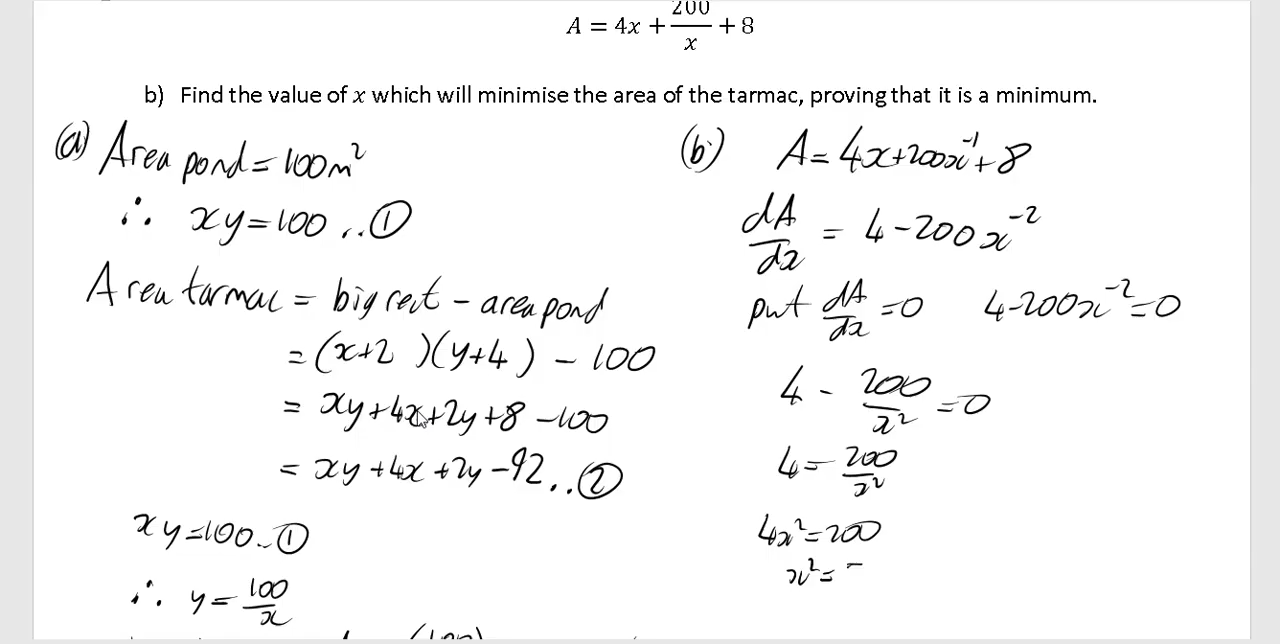 A = 4x + 200/x + 8
b) Find the value of x which will minimise the area of the tarmac, proving that it is a minimum.
(a) Area pond = 100m²
∴ xy = 100 ..①
Area tarmac = big rect - area pond
= (x+2 )(y+4 ) - 100
= xy+4x+2y+8-100
= xy+4x+2y-92..②
xy=100..①
∴ y = 100/x
(b) A = 4x+200x⁻¹+8
dA/dx = 4-200x⁻²
put dA/dx =0 4-200x⁻²=0
4 - 200/x² =0
4 = 200/x²
4x²=200
x²=